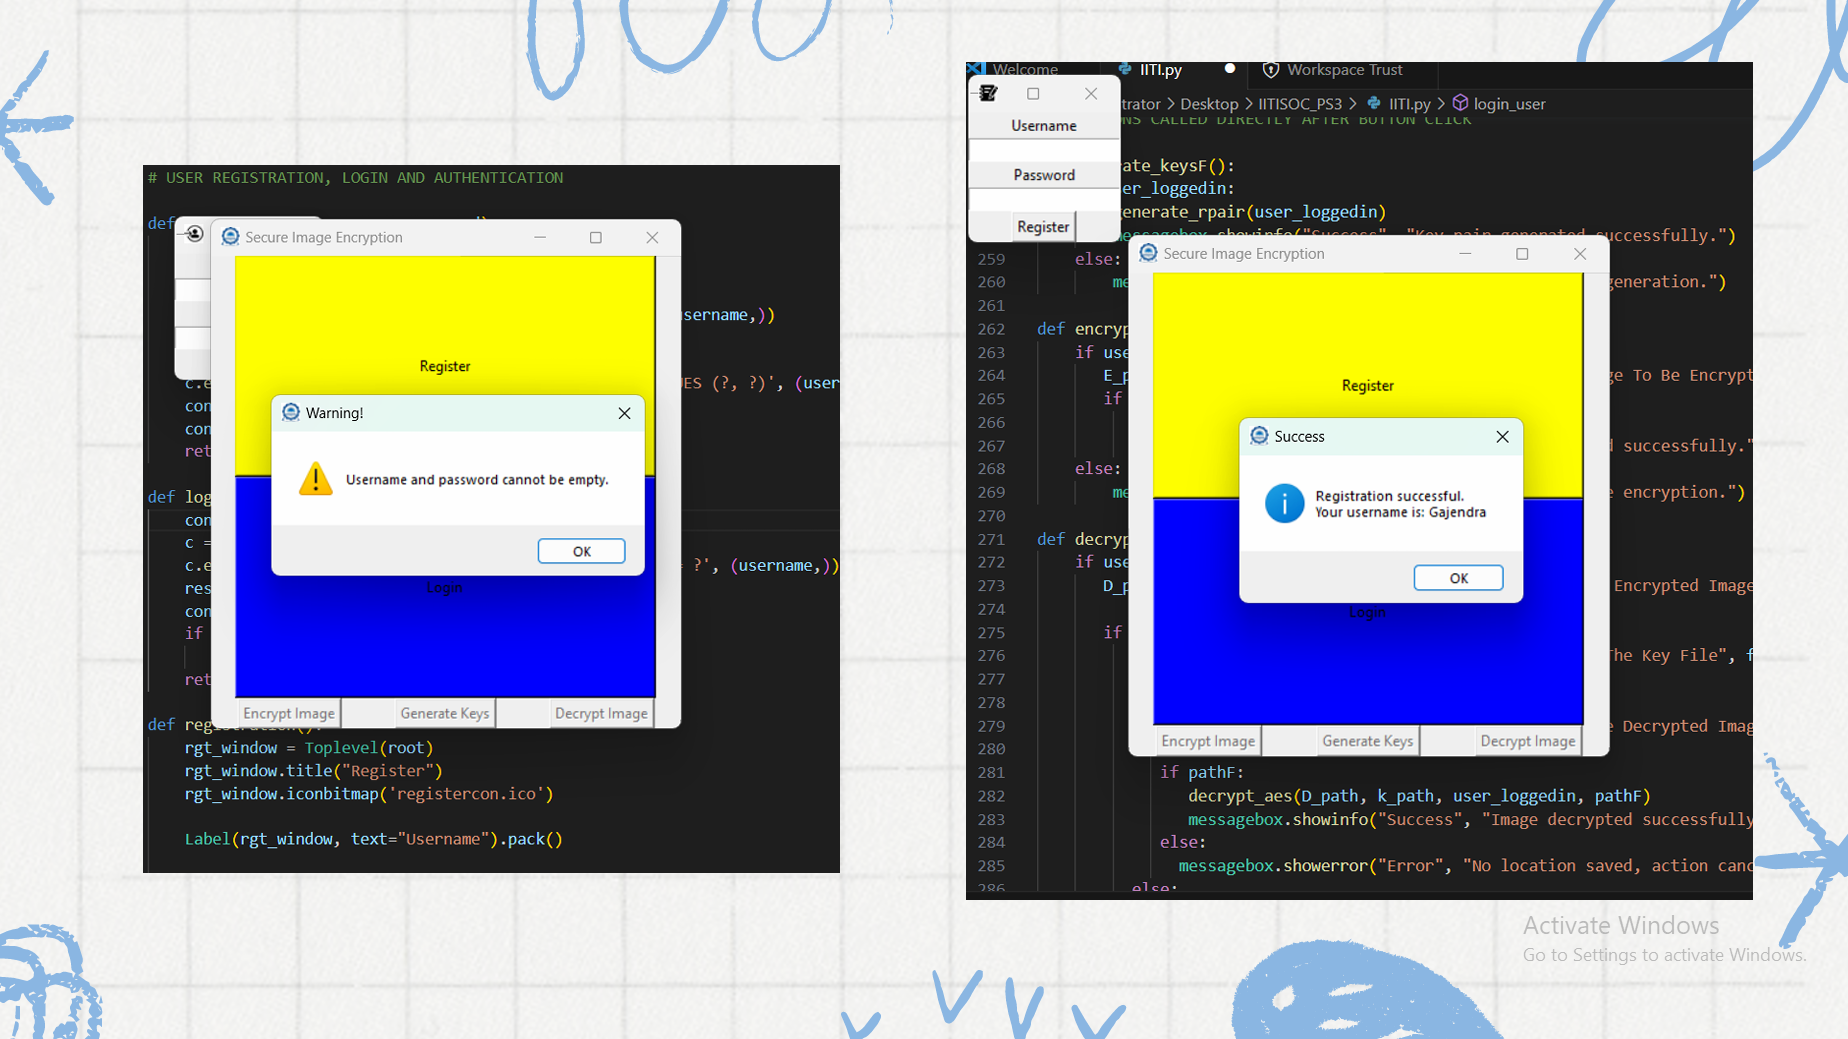 # USER REGISTRATION, LOGIN AND AUTHENTICATION
def
Secure Image Encryption
username,))
Register
UES (?, ?)', (user
con
con
ret
Warning!
Username and password cannot be empty.
OK
def log
con
c =
c.e
?', (username,))
res
con
if
ret
Login
Encrypt Image
Generate Keys
Decrypt Image
rgt_window = Toplevel(root)
rgt_window.title("Register")
rgt_window.iconbitmap('registercon.ico')
Label(rgt_window, text="Username").pack()
Welcome
IITI.py
Workspace Trust
trator > Desktop > IITISOC_PS3 > IITI.py > login_user
NS CALLED DIRECTLY AFTER BUTTON CLICK
Username
Password
Register
ate_keysF():
er_loggedin:
generate_rpair(user_loggedin)
messagebox.showinfo("Success", "Key pair generated successfully.")
259 else:
260 me
generation.")
261
262 def encryp
263 if use
264 E_p
ge To Be Encrypt
265 if
266
267
d successfully."
268 else:
269 me
e encryption.")
270
271 def decryp
272 if use
273 D_p
Encrypted Image
274
275 if
276
The Key File", f
277
278
279
e Decrypted Imag
280
Secure Image Encryption
Register
Success
Registration successful.
Your username is: Gajendra
OK
Login
Encrypt Image
Generate Keys
Decrypt Image
281 if pathF:
282 decrypt_aes(D_path, k_path, user_loggedin, pathF)
283 messagebox.showinfo("Success", "Image decrypted successfully
284 else:
285 messagebox.showerror("Error", "No location saved, action canc
286 else:
Activate Windows
Go to Settings to activate Windows.